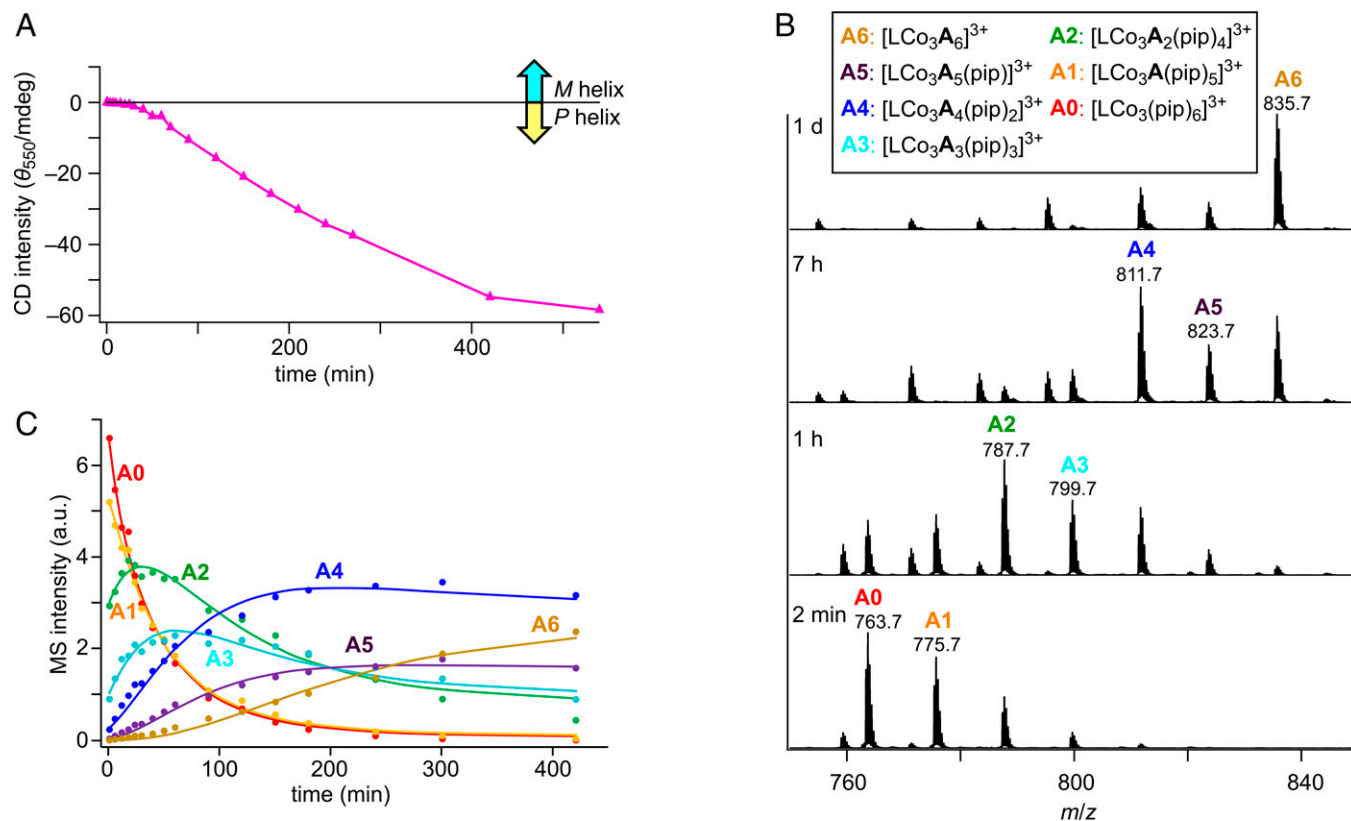 A
CD intensity (θ550/mdeg)
0
−20
−40
−60
M helix
P helix
0
200
400
time (min)
B
A6: [LCo3A6]3+
A2: [LCo3A2(pip)4]3+
A5: [LCo3A5(pip)]3+
A1: [LCo3A(pip)5]3+
A4: [LCo3A4(pip)2]3+
A0: [LCo3(pip)6]3+
A3: [LCo3A3(pip)3]3+
1 d
A6
835.7
7 h
A4
811.7
A5
823.7
1 h
A2
787.7
A3
799.7
2 min
A0
763.7
A1
775.7
760
800
840
m/z
C
MS intensity (a.u.)
6
4
2
0
A0
A1
A2
A3
A4
A5
A6
0
100
200
300
400
time (min)